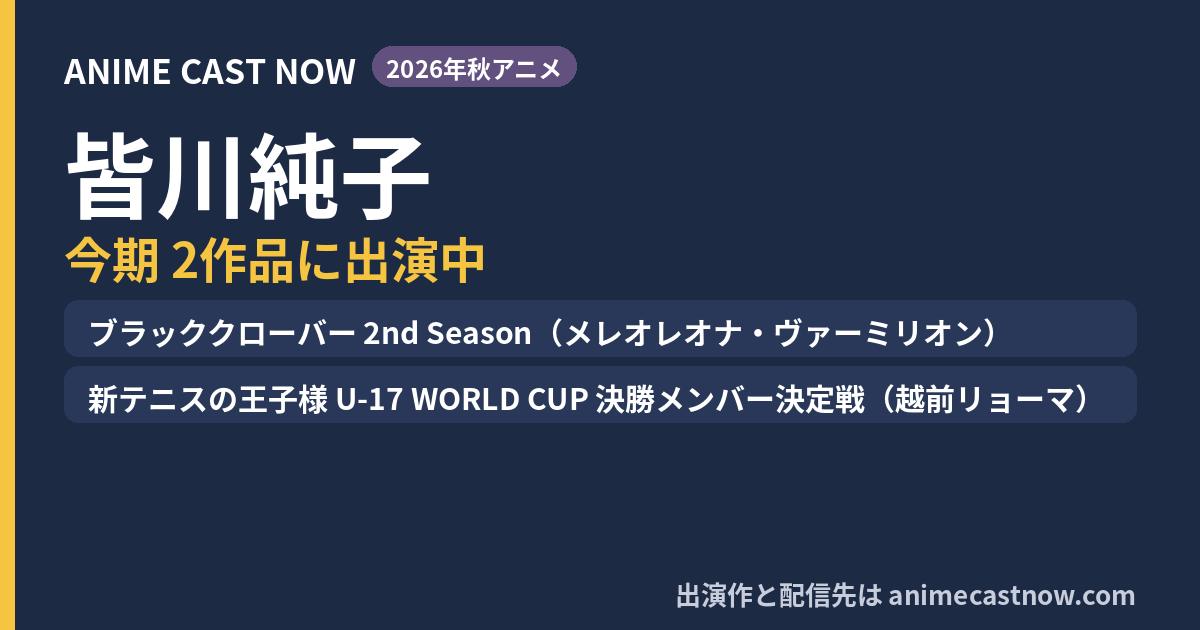 ANIME CAST NOW 2026年秋アニメ
皆川純子
今期 2作品に出演中
ブラッククローバー 2nd Season（メレオレオナ・ヴァーミリオン）
新テニスの王子様 U-17 WORLD CUP 決勝メンバー決定戦（越前リョーマ）
出演作と配信先は animecastnow.com